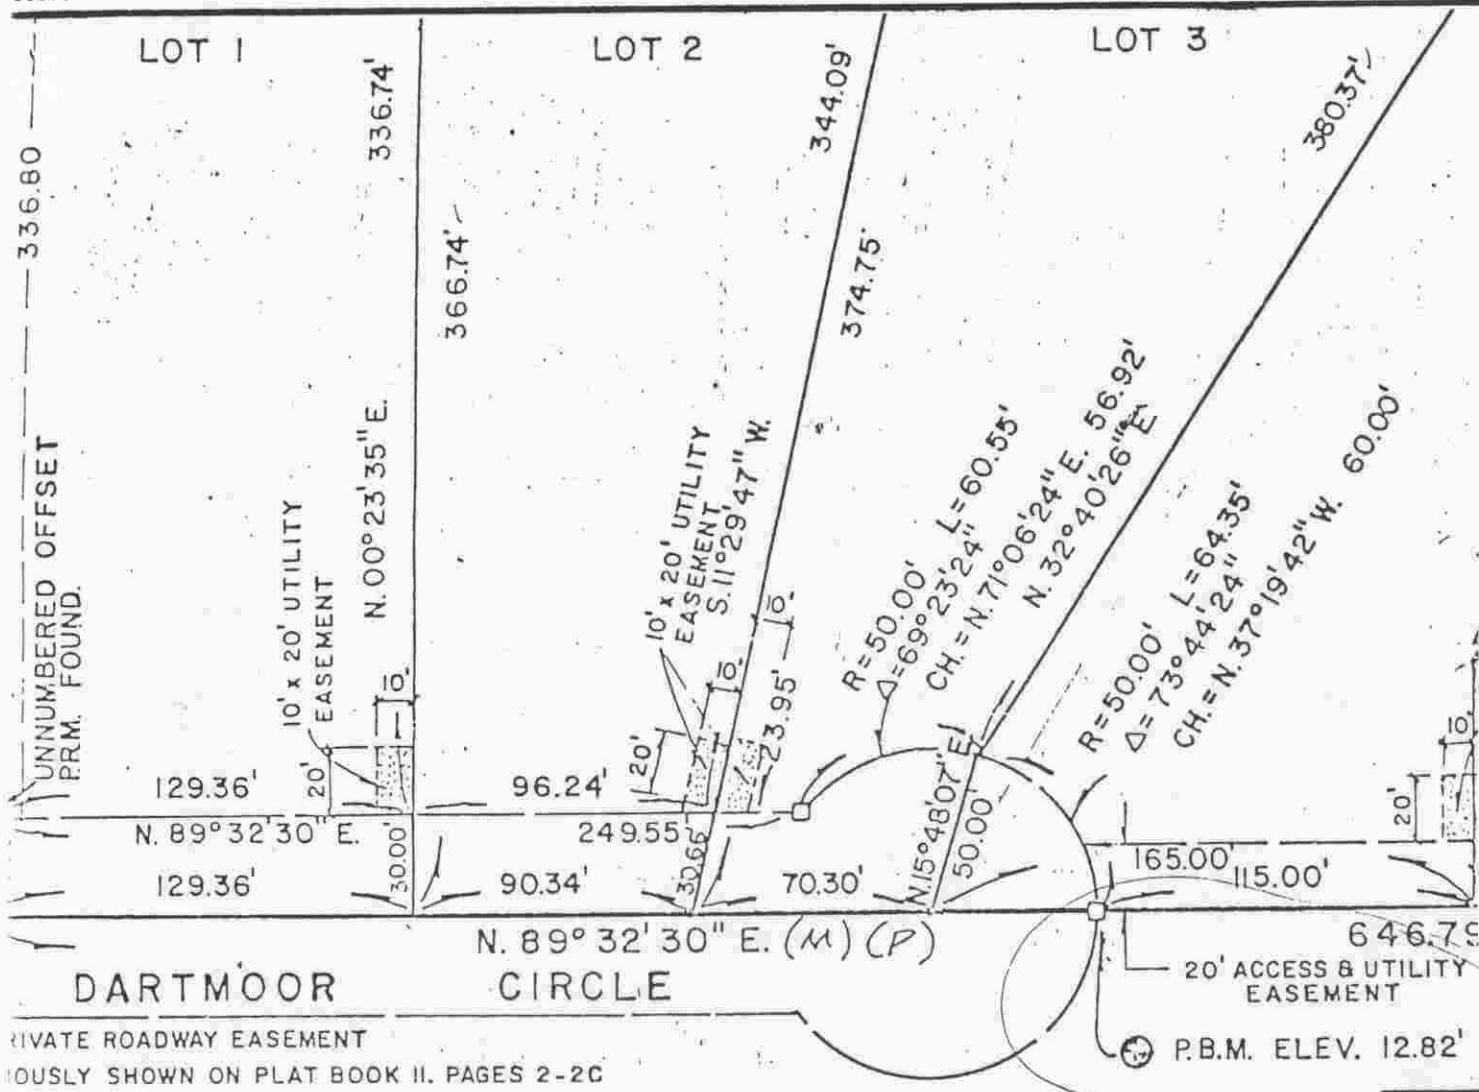 LOT 1
LOT 2
LOT 3
336.80
336.74'
366.74'
344.09'
374.75'
380.37'
UNNUMBERED OFFSET
P.R.M. FOUND.
10' x 20' UTILITY
EASEMENT
N. 00°23'35" E.
10'
20'
10' x 20' UTILITY
EASEMENT
S. 11°29'47" W.
10'
10'
20'
23.95'
R=50.00' L=60.55'
Δ=69°23'24"
CH.=N. 71°06'24" E. 56.92'
N. 32°40'26" E
R=50.00' L=64.35'
Δ= 73°44'24"
CH.= N. 37°19'42" W. 60.00'
10'
20'
129.36'
96.24'
N. 89°32'30" E.
249.55'
30.00'
30.66'
N. 15°48'07" E
50.00'
129.36'
90.34'
70.30'
165.00'
115.00'
N. 89°32'30" E. (M) (P)
646.79
DARTMOOR CIRCLE
20' ACCESS & UTILITY
EASEMENT
RIVATE ROADWAY EASEMENT
P.B.M. ELEV. 12.82'
IOUSLY SHOWN ON PLAT BOOK II. PAGES 2-2C